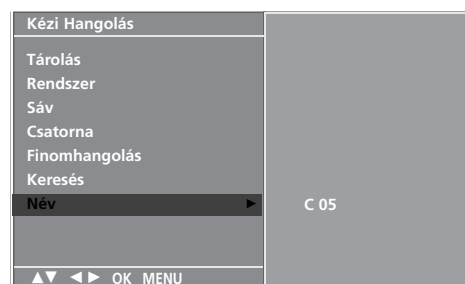 Kézi Hangolás
Tárolás
Rendszer
Sáv
Csatorna
Finomhangolás
Keresés
Név ► C 05
▲▼ ◄► OK MENU